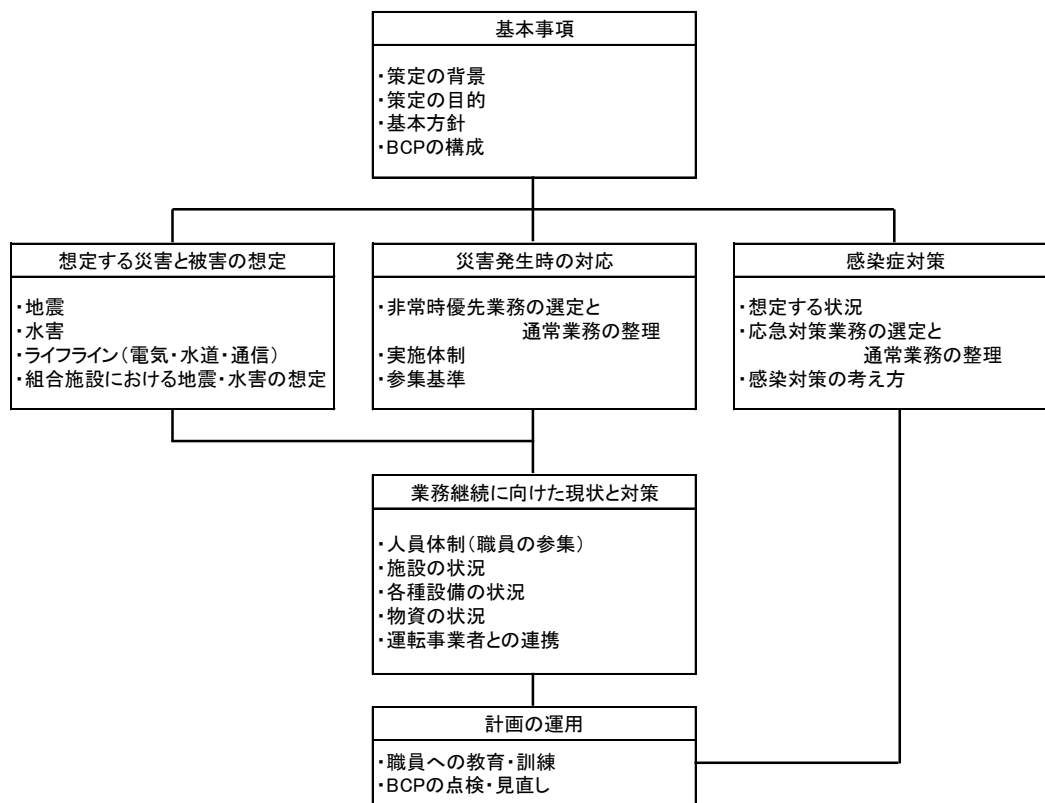 基本事項
・策定の背景
・策定の目的
・基本方針
・BCPの構成
想定する災害と被害の想定
・地震
・水害
・ライフライン（電気・水道・通信）
・組合施設における地震・水害の想定
災害発生時の対応
・非常時優先業務の選定と
通常業務の整理
・実施体制
・参集基準
感染症対策
・想定する状況
・応急対策業務の選定と
通常業務の整理
・感染対策の考え方
業務継続に向けた現状と対策
・人員体制（職員の参集）
・施設の状況
・各種設備の状況
・物資の状況
・運転事業者との連携
計画の運用
・職員への教育・訓練
・BCPの点検・見直し